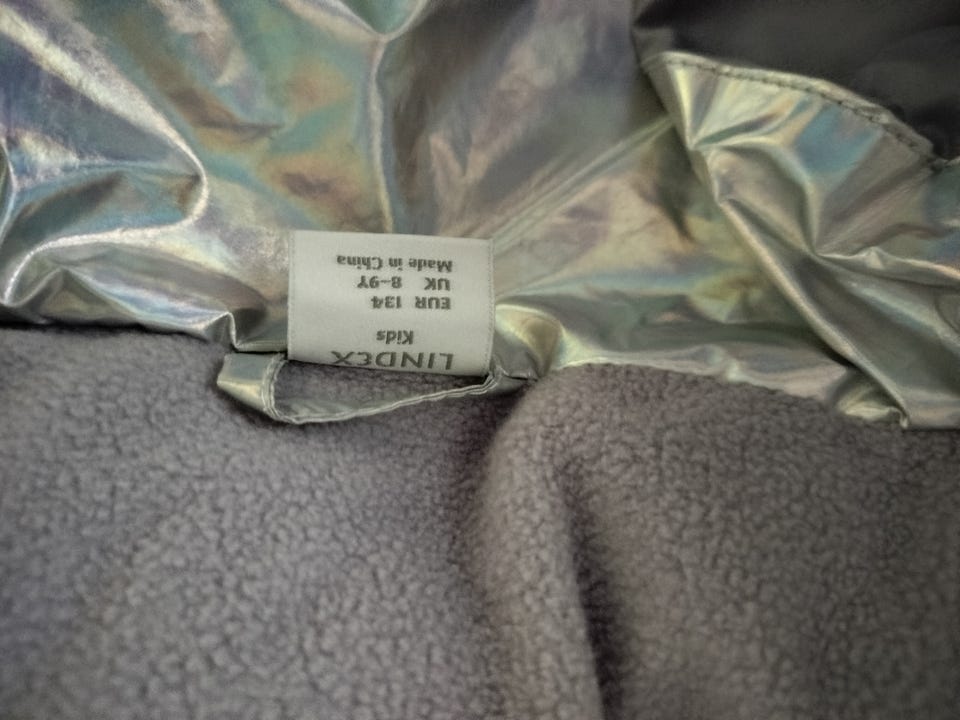 LINDEX
Kids
EUR 134
UK 8-9Y
Made in China